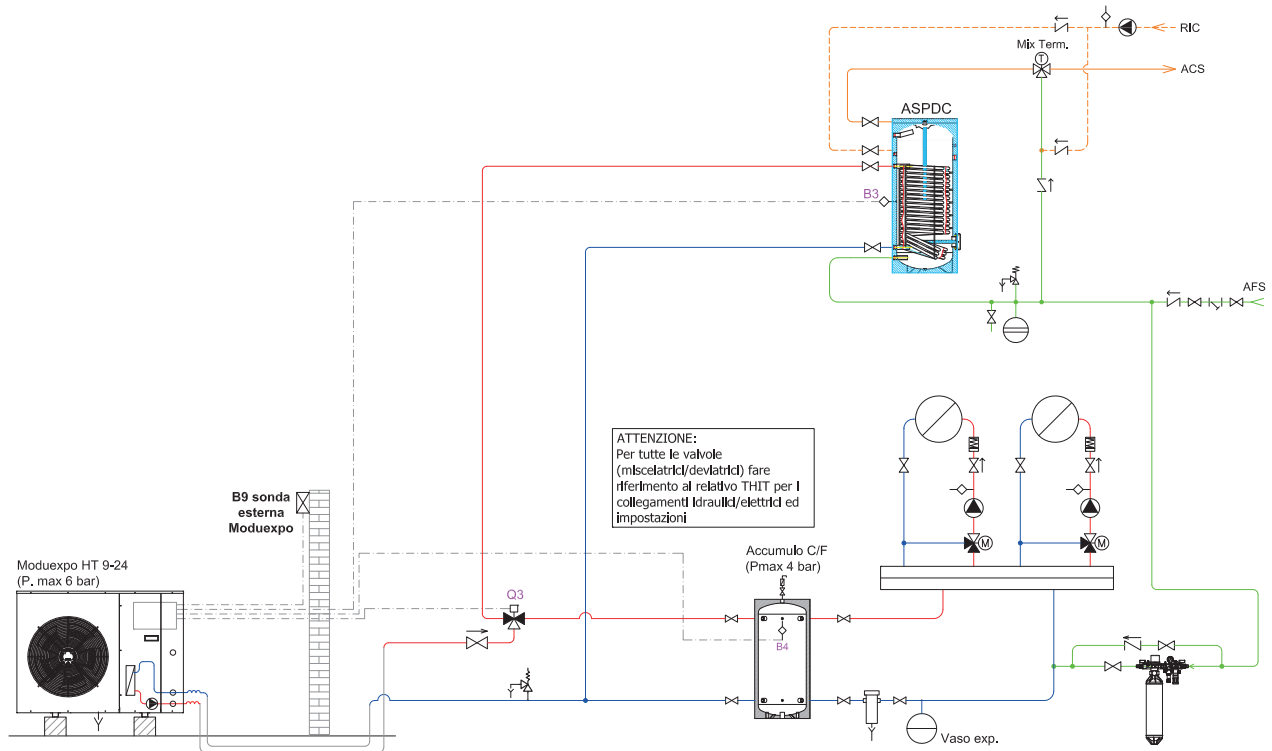 RIC
Mix Term.
T
ACS
ASPDC
B3
AFS
ATTENZIONE:
Per tutte le valvole
(miscelatrici/deviatrici) fare
riferimento al relativo THIT per i
collegamenti idraulici/elettrici ed
impostazioni
B9 sonda
esterna
Moduexpo
Moduexpo HT 9-24
(P. max 6 bar)
Accumulo C/F
(Pmax 4 bar)
M
M
Q3
B4
Vaso exp.